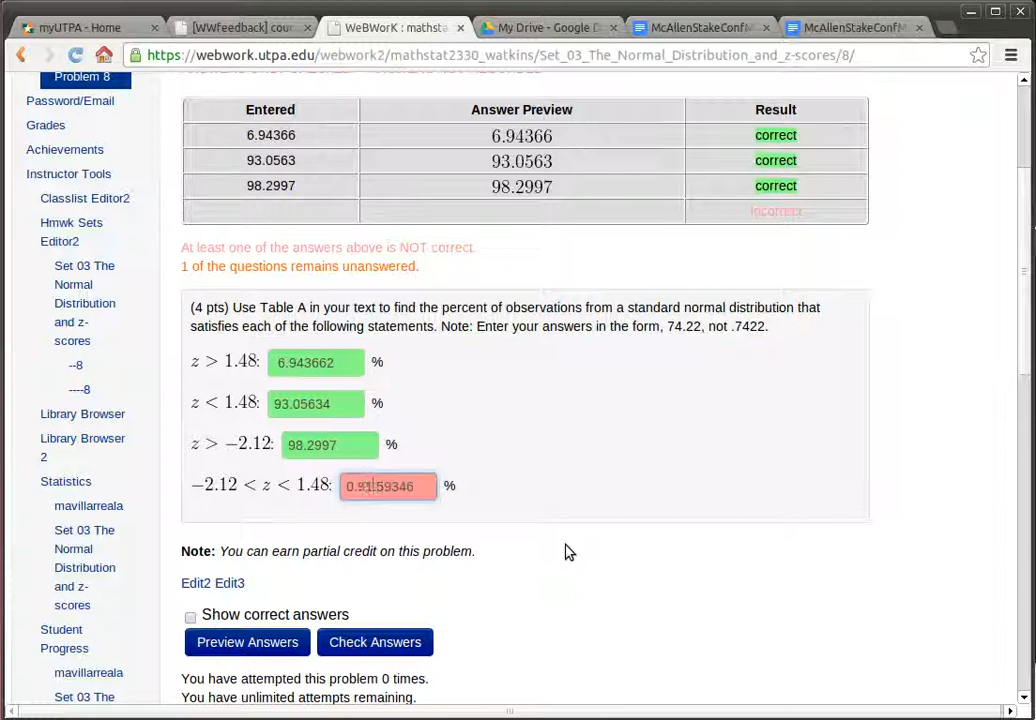 myUTPA - Home
[WWfeedback] cour
WeBWorK : mathsta
My Drive - Google D
McAllenStakeConfM
McAllenStakeConfM
https://webwork.utpa.edu/webwork2/mathstat2330_watkins/Set_03_The_Normal_Distribution_and_z-scores/8/
Problem 8
Password/Email
Grades
Achievements
Instructor Tools
Classlist Editor2
Hmwk Sets
Editor2
Set 03 The
Normal
Distribution
and z-
scores
--8
----8
Library Browser
Library Browser
2
Statistics
mavillarreala
Set 03 The
Normal
Distribution
and z-
scores
Student
Progress
mavillarreala
Set 03 The
Entered Answer Preview Result
6.94366 6.94366 correct
93.0563 93.0563 correct
98.2997 98.2997 correct
incorrect
At least one of the answers above is NOT correct.
1 of the questions remains unanswered.
(4 pts) Use Table A in your text to find the percent of observations from a standard normal distribution that
satisfies each of the following statements. Note: Enter your answers in the form, 74.22, not .7422.
z > 1.48: 6.943662 %
z < 1.48: 93.05634 %
z > −2.12: 98.2997 %
−2.12 < z < 1.48: %
Note: You can earn partial credit on this problem.
Edit2 Edit3
Show correct answers
Preview Answers Check Answers
You have attempted this problem 0 times.
You have unlimited attempts remaining.